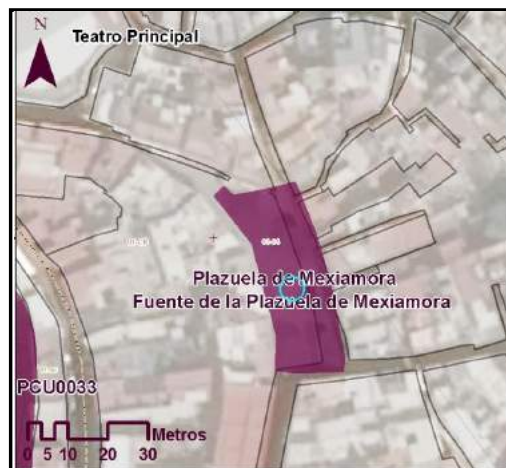 N
Teatro Principal
Plazuela de Mexiamora
Fuente de la Plazuela de Mexiamora
PCU0033
Metros
0 5 10 20 30